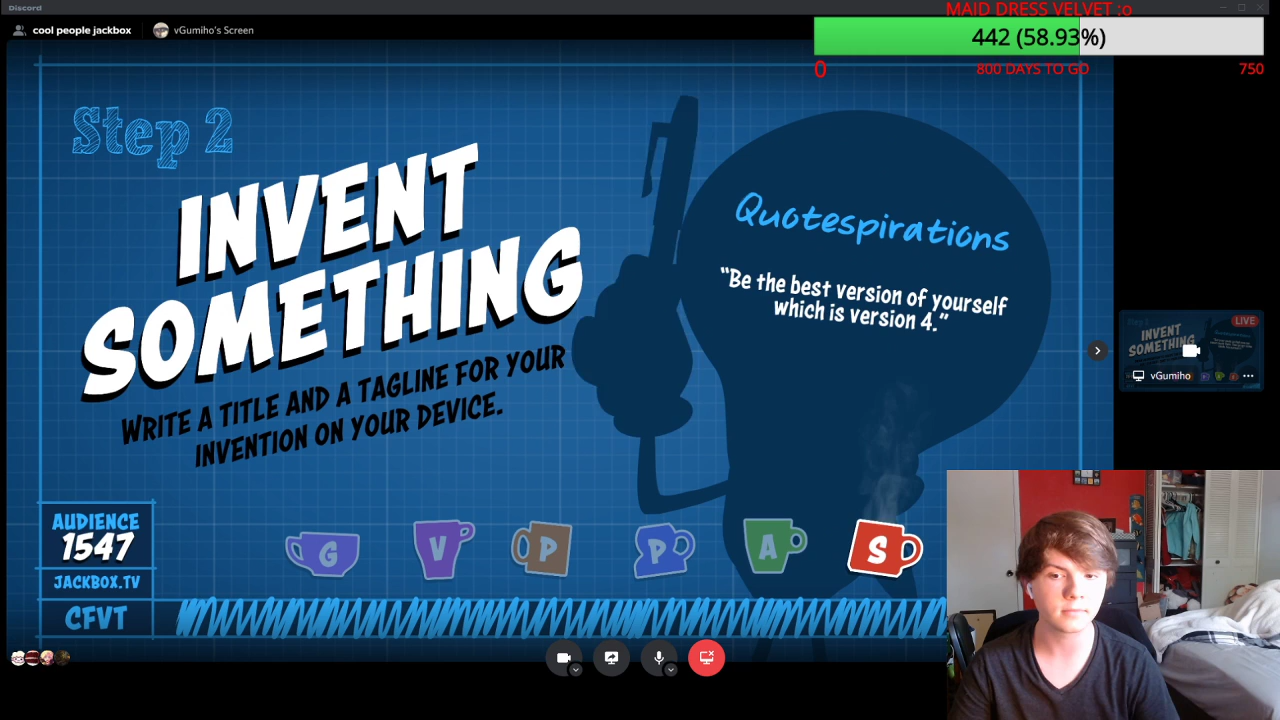 Discord
cool people jackbox
vGumiho's Screen
MAID DRESS VELVET :o
442 (58.93%)
0
800 DAYS TO GO
750
Step 2
INVENT
SOMETHING
WRITE A TITLE AND A TAGLINE FOR YOUR
INVENTION ON YOUR DEVICE.
Quotespirations
“Be the best version of yourself
which is version 4.”
LIVE
INVENT
SOMETHING
vGumiho
AUDIENCE
1547
JACKBOX.TV
CFVT
G
V
P
P
A
S